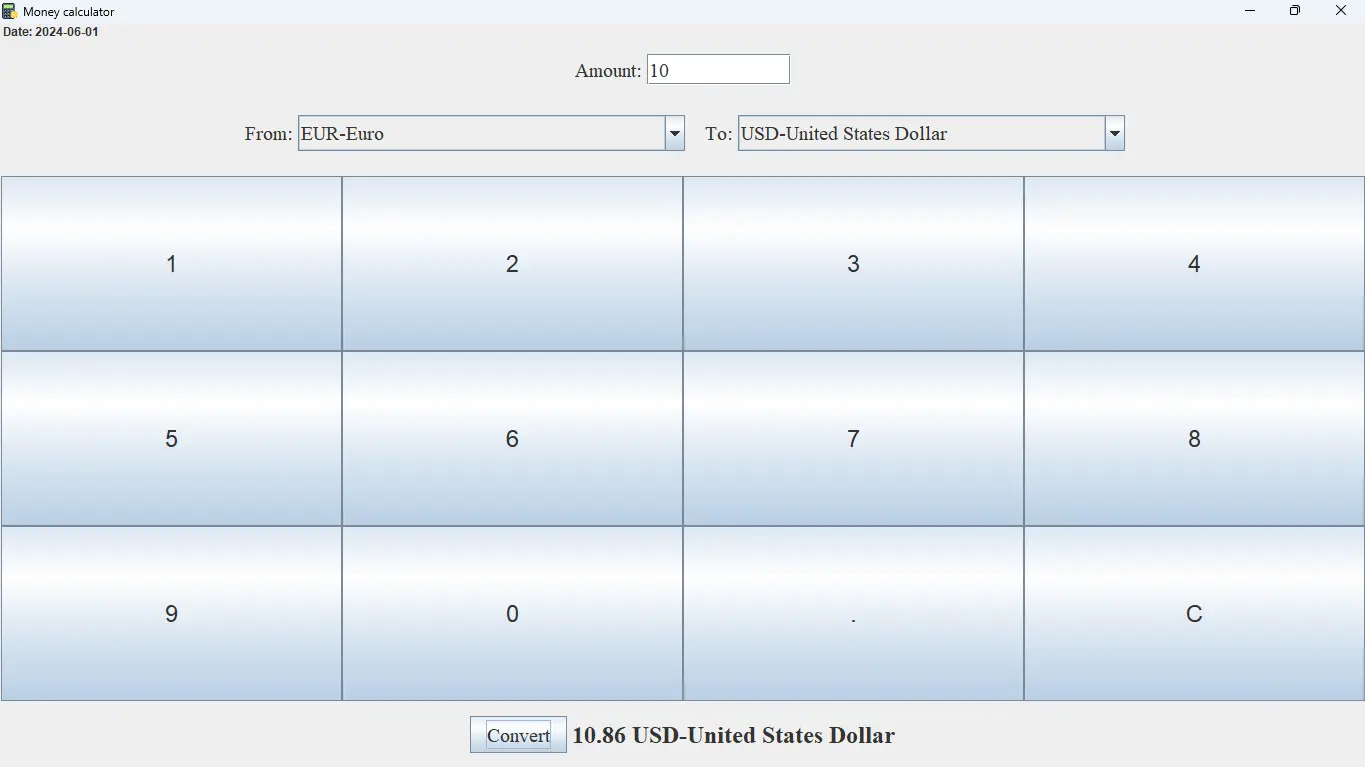 Money calculator
Date: 2024-06-01
Amount: 10
From: EUR-Euro To: USD-United States Dollar
1 2 3 4
5 6 7 8
9 0 . C
Convert 10.86 USD-United States Dollar